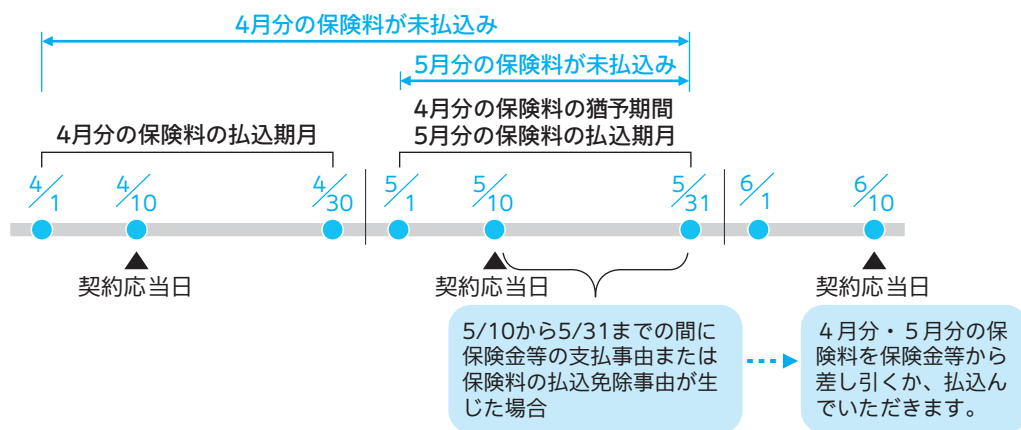 4月分の保険料が未払込み
5月分の保険料が未払込み
4月分の保険料の猶予期間
4月分の保険料の払込期月
5月分の保険料の払込期月
4/1
4/10
4/30
5/1
5/10
5/31
6/1
6/10
契約応当日
契約応当日
契約応当日
5/10から5/31までの間に
保険金等の支払事由または
保険料の払込免除事由が生
じた場合
４月分・５月分の保
険料を保険金等から
差し引くか、払込ん
でいただきます。